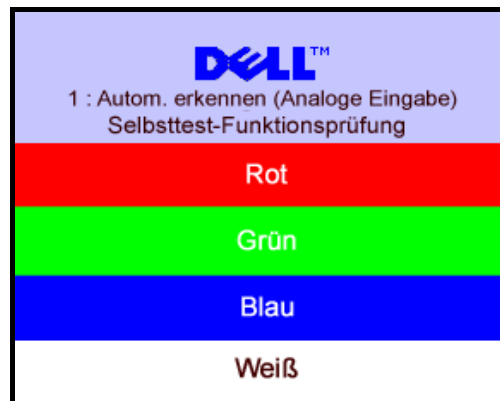 DELL™
1 : Autom. erkennen (Analoge Eingabe)
Selbsttest-Funktionsprüfung
Rot
Grün
Blau
Weiß